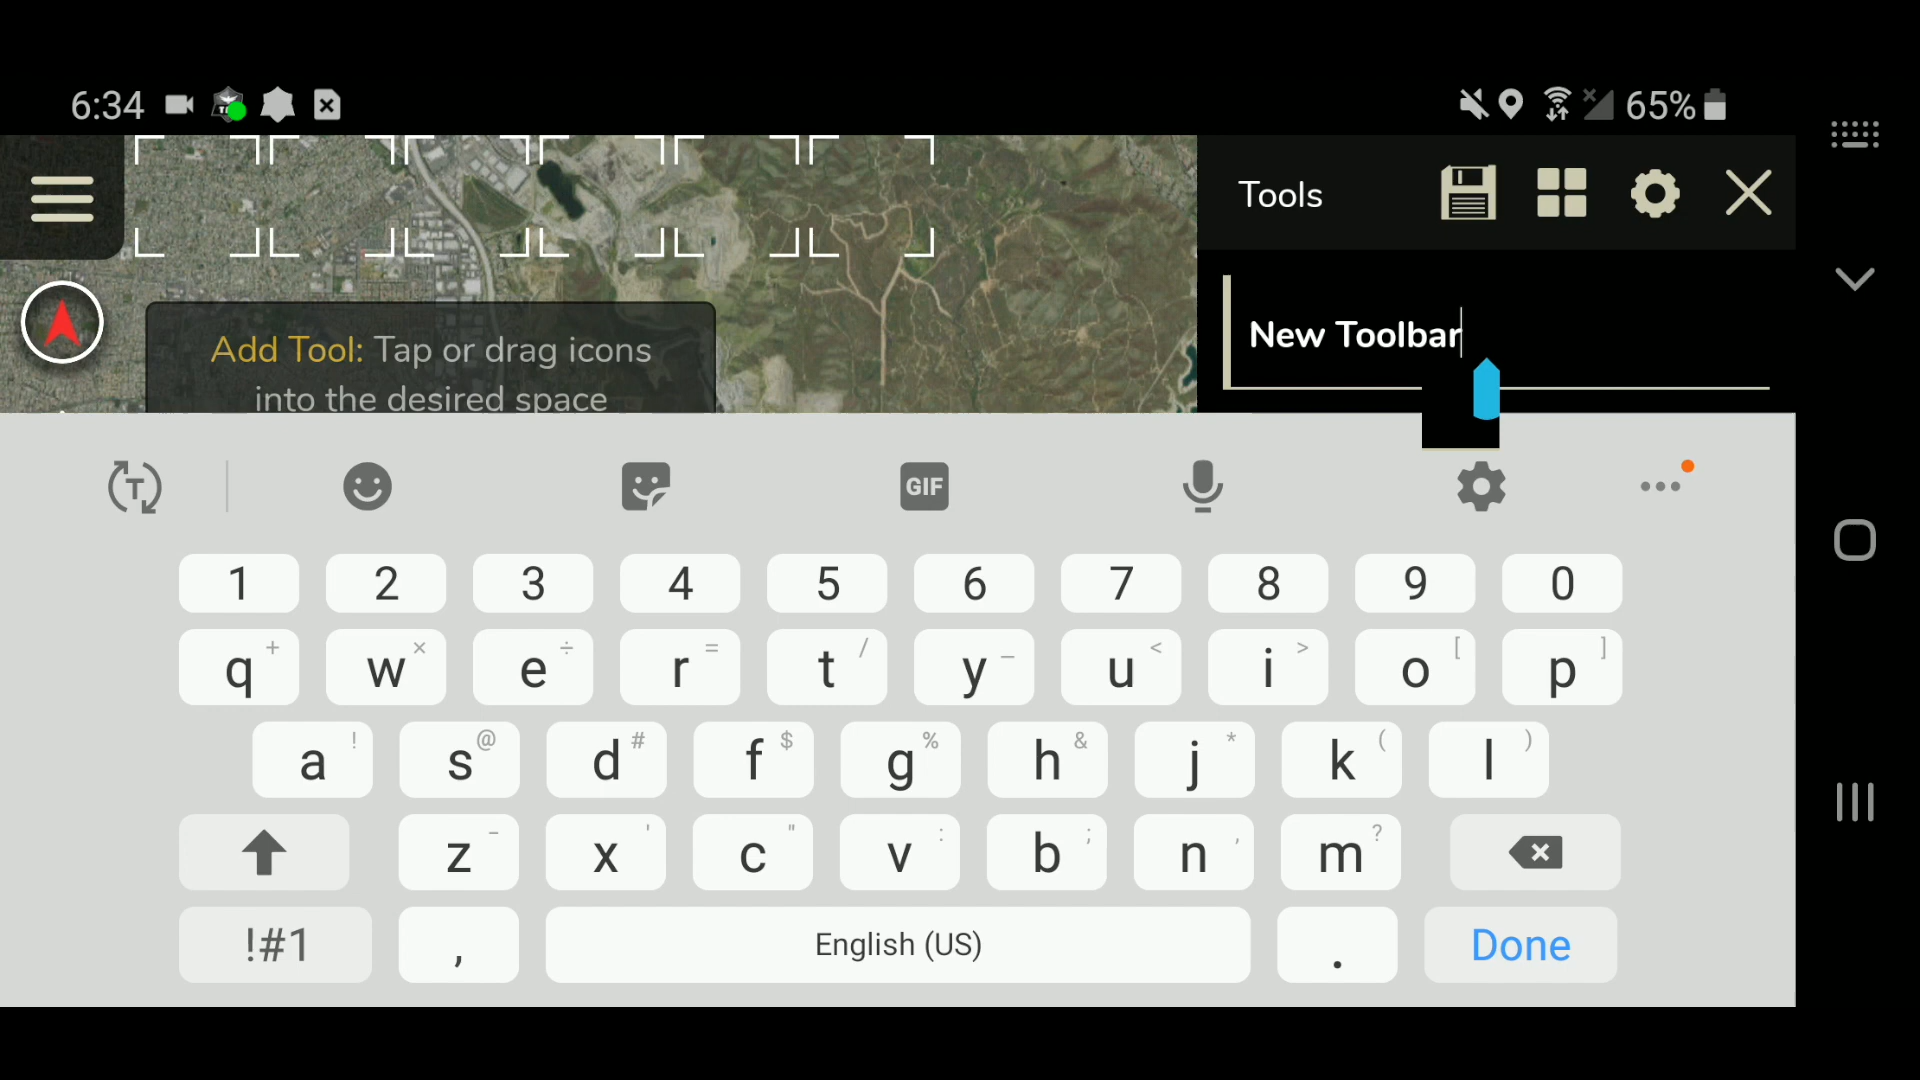 6:34
65%
Tools
New Toolbar
Add Tool: Tap or drag icons
into the desired space
T
GIF
1 2 3 4 5 6 7 8 9 0
q + w × e ÷ r = t / y _ u < i > o [ p ]
a ! s @ d # f $ g % h & j * k ( l )
z - x ' c " v : b ; n , m ?
!#1 , English (US) . Done